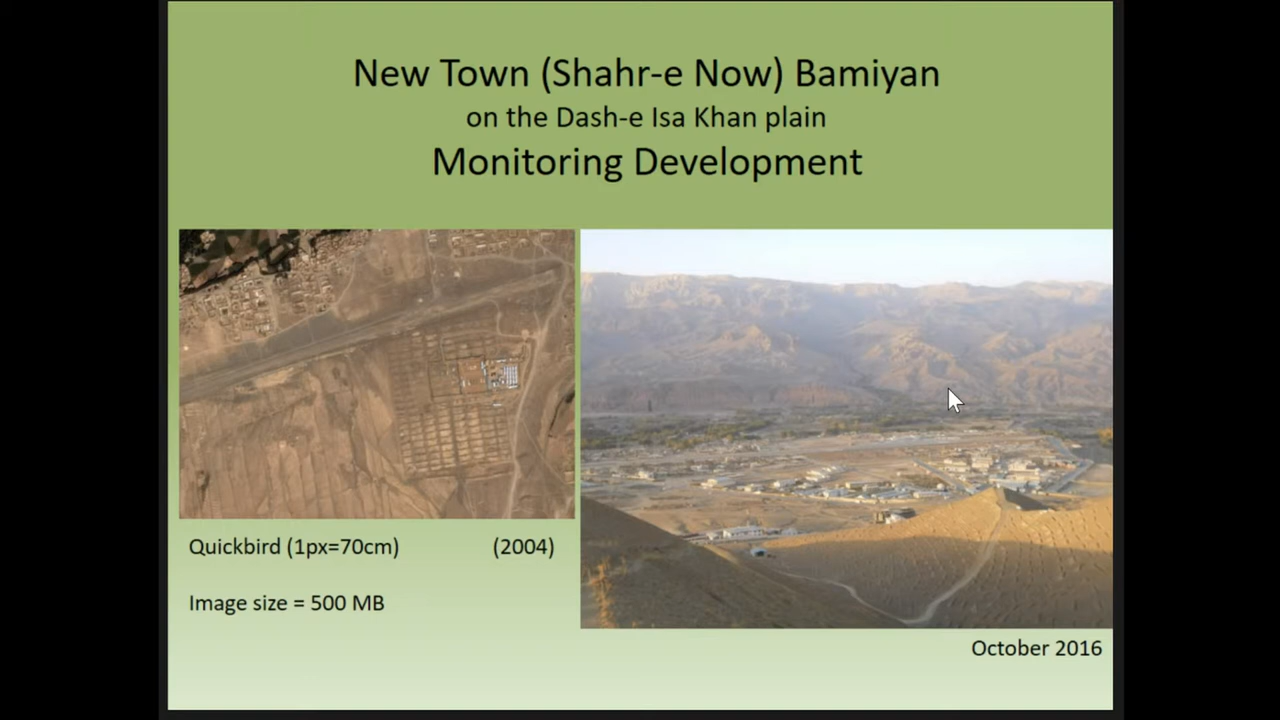 New Town (Shahr-e Now) Bamiyan
on the Dash-e Isa Khan plain
Monitoring Development
Quickbird (1px=70cm) (2004)
Image size = 500 MB
October 2016